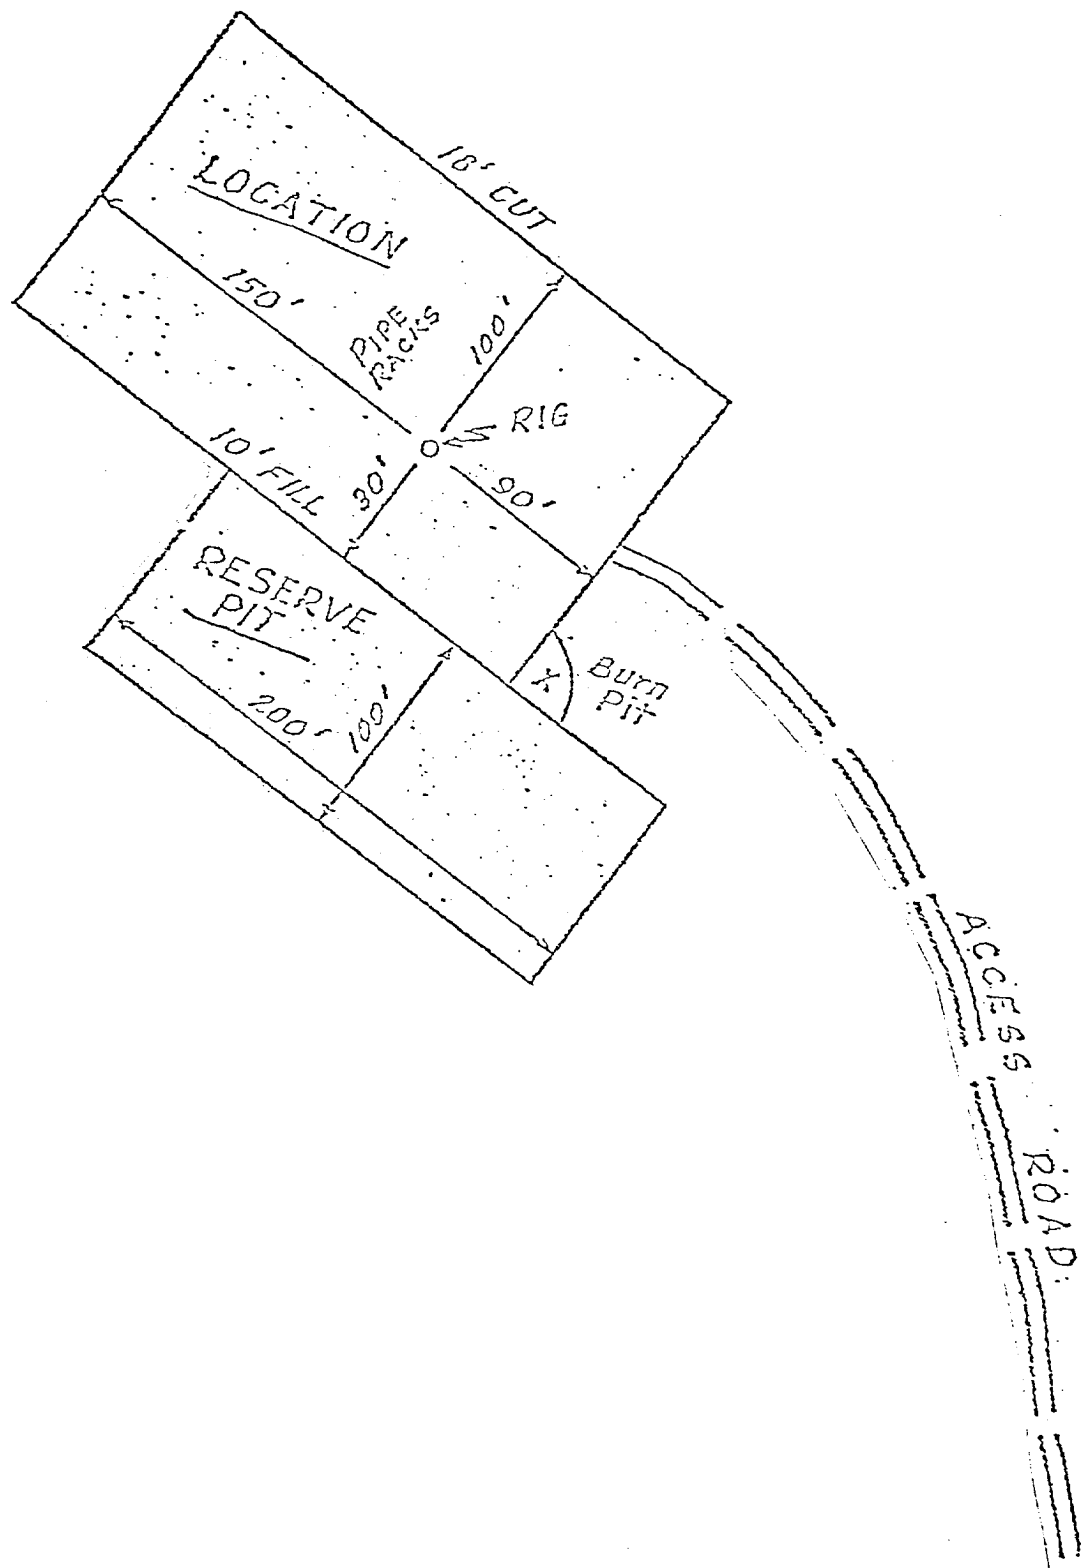 18' CUT
LOCATION
150'
PIPE
RACKS
100'
RIG
10' FILL
30'
90'
RESERVE
PIT
200'
100'
X
Burn
PIT
ACCESS ROAD